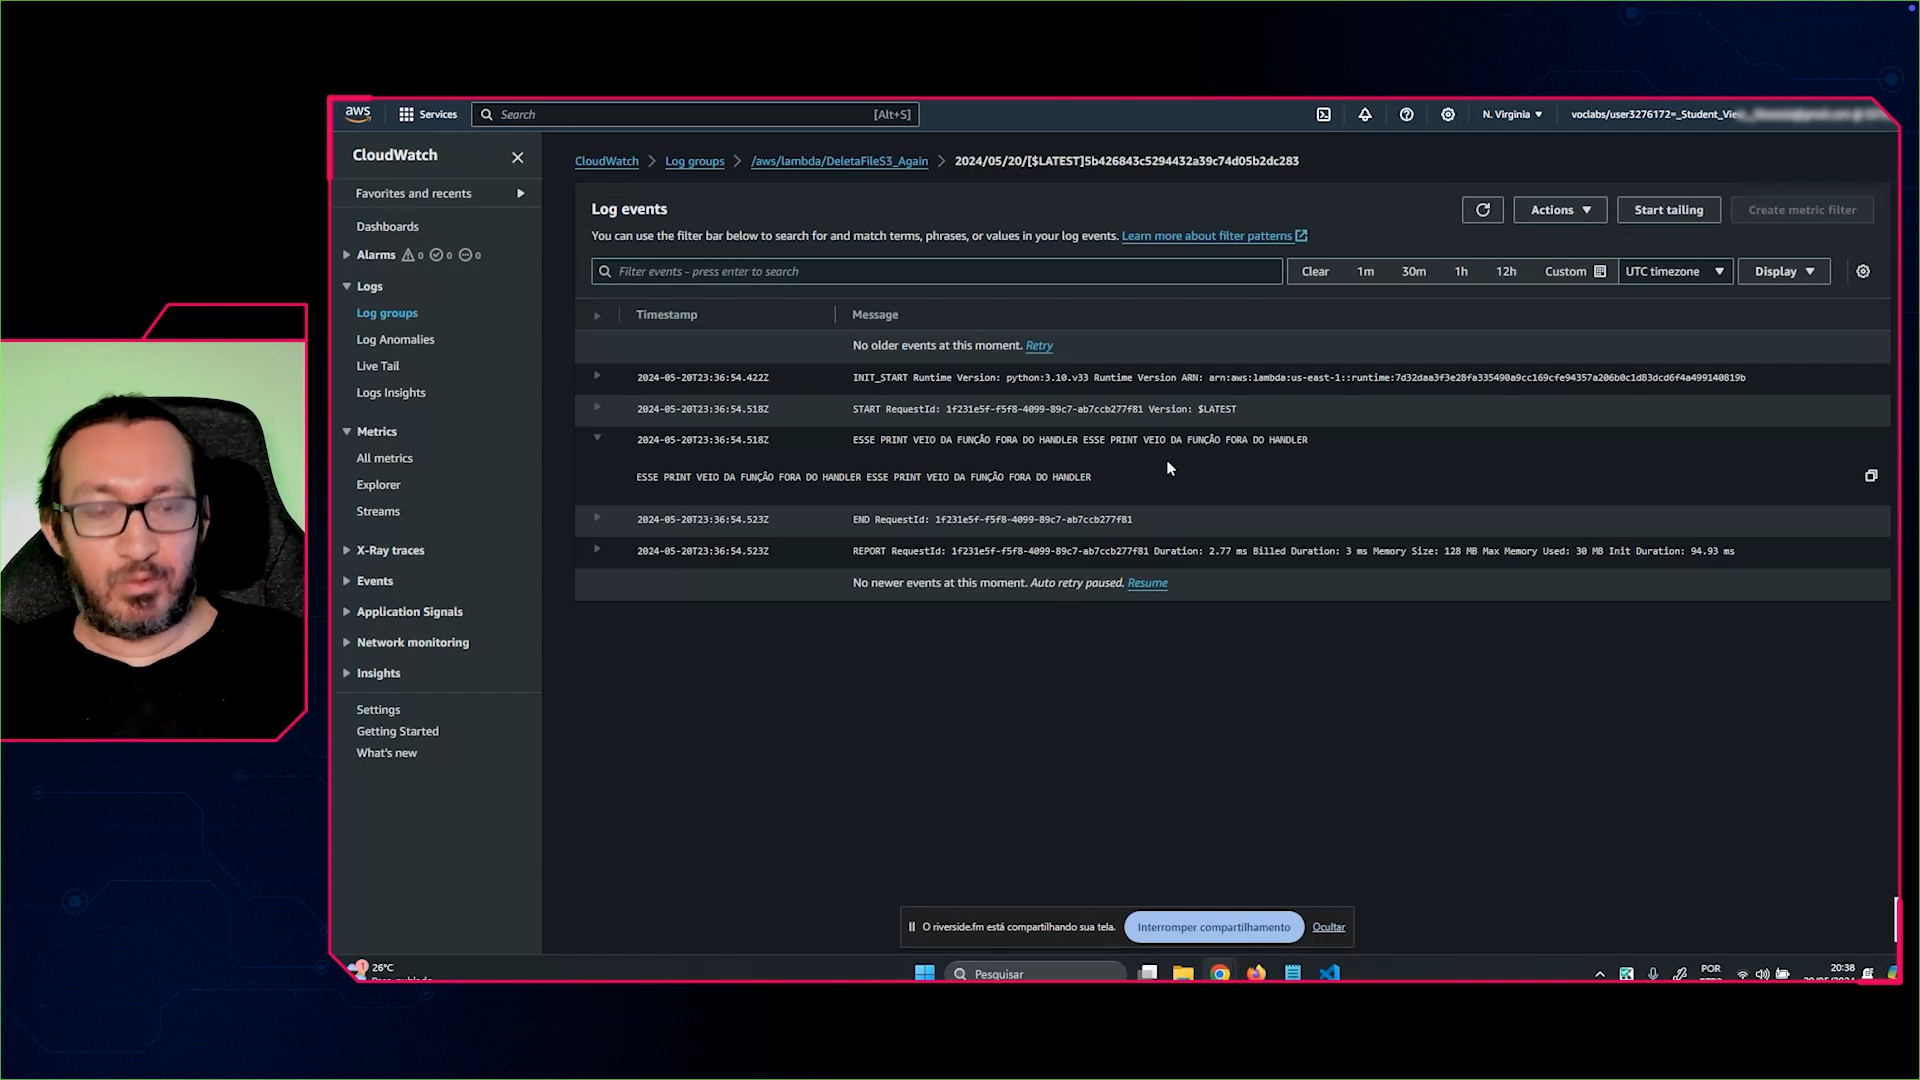 aws
Services
Search
[Alt+S]
N. Virginia
CloudWatch
Favorites and recents
Dashboards
Alarms 0 0 0
Logs
Log groups
Log Anomalies
Live Tail
Logs Insights
Metrics
All metrics
Explorer
Streams
X-Ray traces
Events
Application Signals
Network monitoring
Insights
Settings
Getting Started
What's new
CloudWatch > Log groups > /aws/lambda/DeletaFileS3_Again > 2024/05/20/[$LATEST]5b426843c5294432a39c74d05b2dc283
Log events
Actions
Start tailing
Create metric filter
You can use the filter bar below to search for and match terms, phrases, or values in your log events. Learn more about filter patterns
Filter events - press enter to search
Clear 1m 30m 1h 12h Custom
UTC timezone
Display
Timestamp Message
No older events at this moment. Retry
2024-05-20T23:36:54.422Z INIT_START Runtime Version: python:3.10.v33 Runtime Version ARN: arn:aws:lambda:us-east-1::runtime:7d32daa3f3e28fa335490a9cc169cfe94357a206b0c1d83dcd6f4a499140819b
2024-05-20T23:36:54.518Z START RequestId: 1f231e5f-f5f8-4099-89c7-ab7ccb277f81 Version: $LATEST
2024-05-20T23:36:54.518Z ESSE PRINT VEIO DA FUNÇÃO FORA DO HANDLER ESSE PRINT VEIO DA FUNÇÃO FORA DO HANDLER
ESSE PRINT VEIO DA FUNÇÃO FORA DO HANDLER ESSE PRINT VEIO DA FUNÇÃO FORA DO HANDLER
2024-05-20T23:36:54.523Z END RequestId: 1f231e5f-f5f8-4099-89c7-ab7ccb277f81
2024-05-20T23:36:54.523Z REPORT RequestId: 1f231e5f-f5f8-4099-89c7-ab7ccb277f81 Duration: 2.77 ms Billed Duration: 3 ms Memory Size: 128 MB Max Memory Used: 30 MB Init Duration: 94.93 ms
No newer events at this moment. Auto retry paused. Resume
O riverside.fm está compartilhando sua tela.
Interromper compartilhamento
Ocultar
1
26°C
Pesquisar
POR
20:38
voclabs/user3276172=_Student_Vie